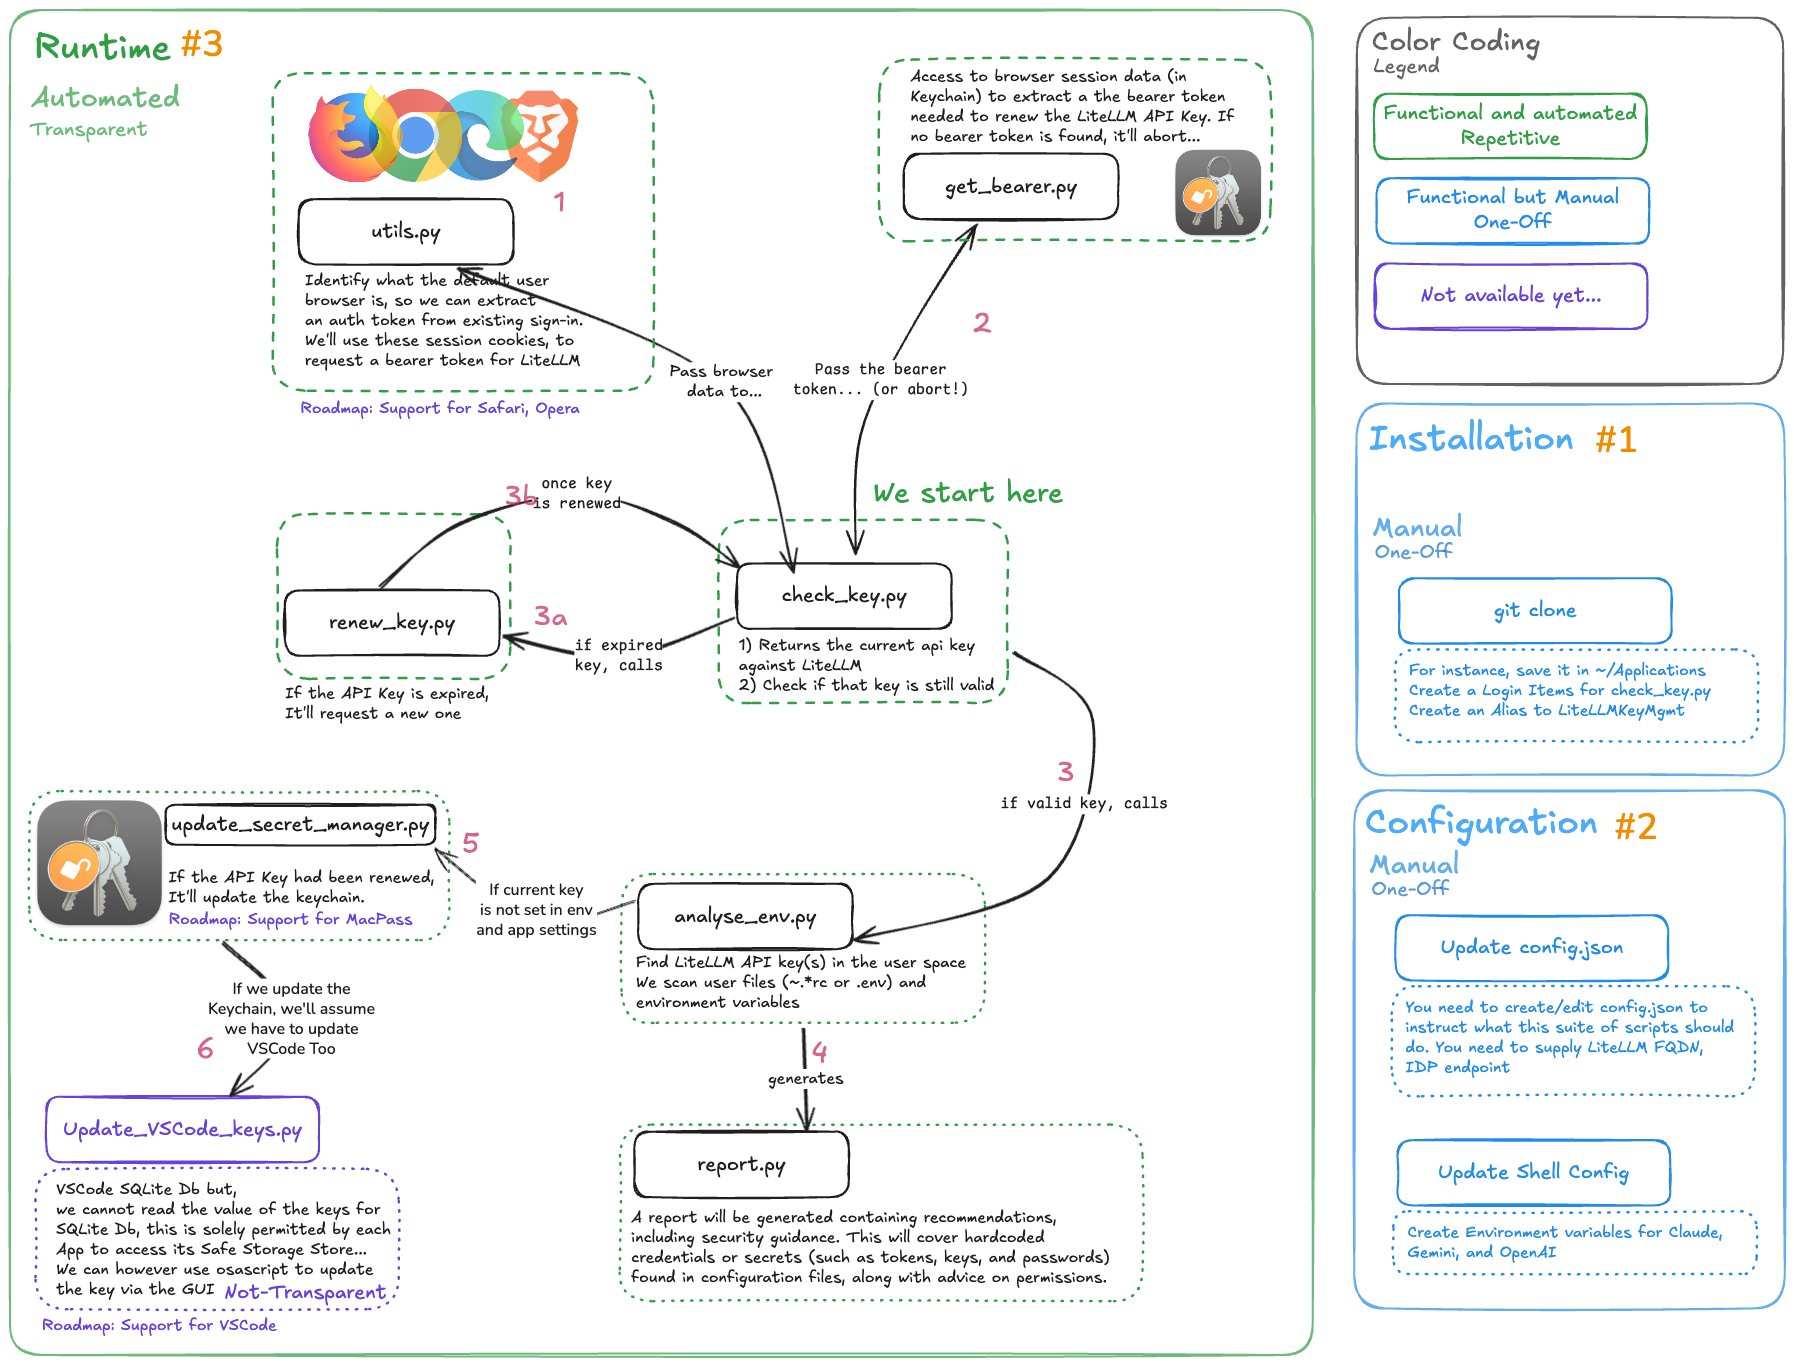 Runtime #3
Automated
Transparent
1
utils.py
Identify what the default user
browser is, so we can extract
an auth token from existing sign-in.
We'll use these session cookies, to
request a bearer token for LiteLLM
Roadmap: Support for Safari, Opera
Access to browser session data (in
Keychain) to extract a the bearer token
needed to renew the LiteLLM API Key. If
no bearer token is found, it'll abort...
get_bearer.py
2
Pass browser
data to...
Pass the bearer
token... (or abort!)
We start here
3b
once key
is renewed
renew_key.py
3a
if expired
key, calls
If the API Key is expired,
It'll request a new one
check_key.py
1) Returns the current api key
against LiteLLM
2) Check if that key is still valid
3
if valid key, calls
update_secret_manager.py
If the API Key had been renewed,
It'll update the keychain.
Roadmap: Support for MacPass
5
If current key
is not set in env
and app settings
analyse_env.py
Find LiteLLM API key(s) in the user space
We scan user files (~.*rc or .env) and
environment variables
4
generates
report.py
A report will be generated containing recommendations,
including security guidance. This will cover hardcoded
credentials or secrets (such as tokens, keys, and passwords)
found in configuration files, along with advice on permissions.
If we update the
Keychain, we'll assume
we have to update
VSCode Too
6
Update_VSCode_keys.py
VSCode SQLite Db but,
we cannot read the value of the keys for
SQLite Db, this is solely permitted by each
App to access its Safe Storage Store...
We can however use osascript to update
the key via the GUI Not-Transparent
Roadmap: Support for VSCode
Color Coding
Legend
Functional and automated
Repetitive
Functional but Manual
One-Off
Not available yet...
Installation #1
Manual
One-Off
git clone
For instance, save it in ~/Applications
Create a Login Items for check_key.py
Create an Alias to LiteLLMKeyMgmt
Configuration #2
Manual
One-Off
Update config.json
You need to create/edit config.json to
instruct what this suite of scripts should
do. You need to supply LiteLLM FQDN,
IDP endpoint
Update Shell Config
Create Environment variables for Claude,
Gemini, and OpenAI